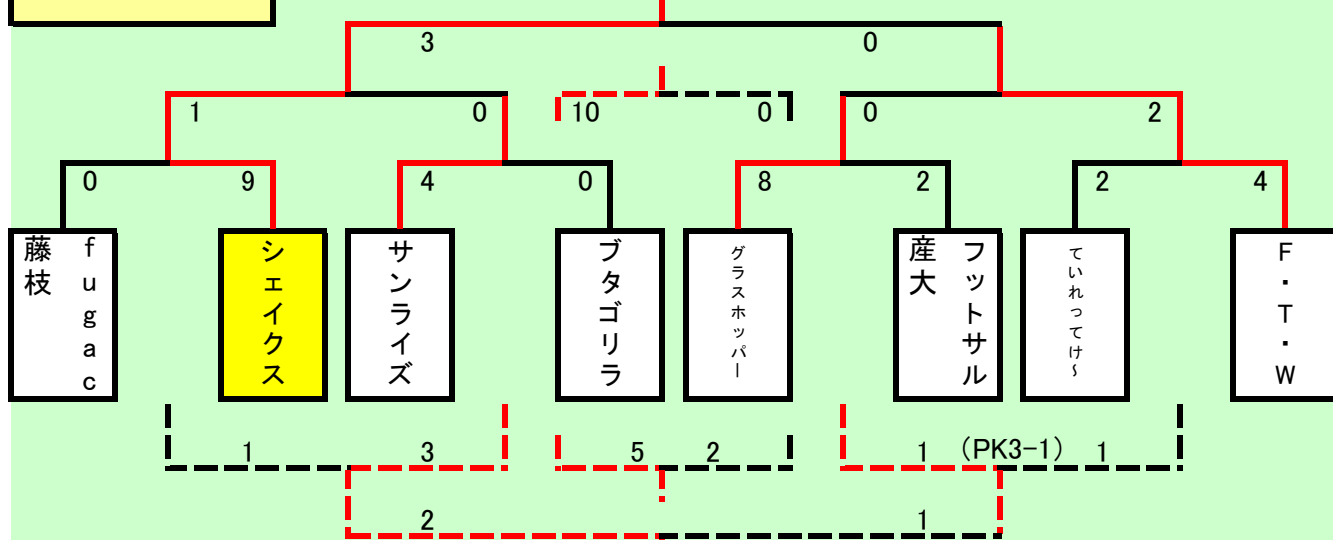 3 0
1 0 10 0 0 2
0 9 4 0 8 2 2 4
藤枝
fugac
シェイクス
サンライズ
ブタゴリラ
グラスホッパー
産大
フットサル
ていれってけ~
F・T・W
1 3 5 2 1 (PK3-1) 1
2 1